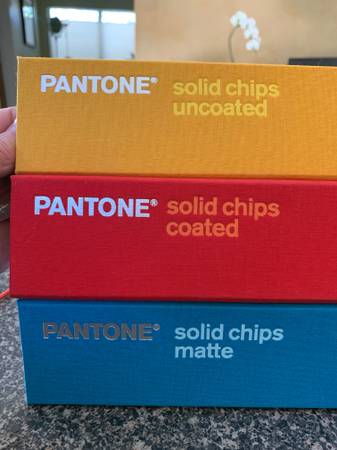 PANTONE® solid chips
uncoated
PANTONE® solid chips
coated
PANTONE® solid chips
matte